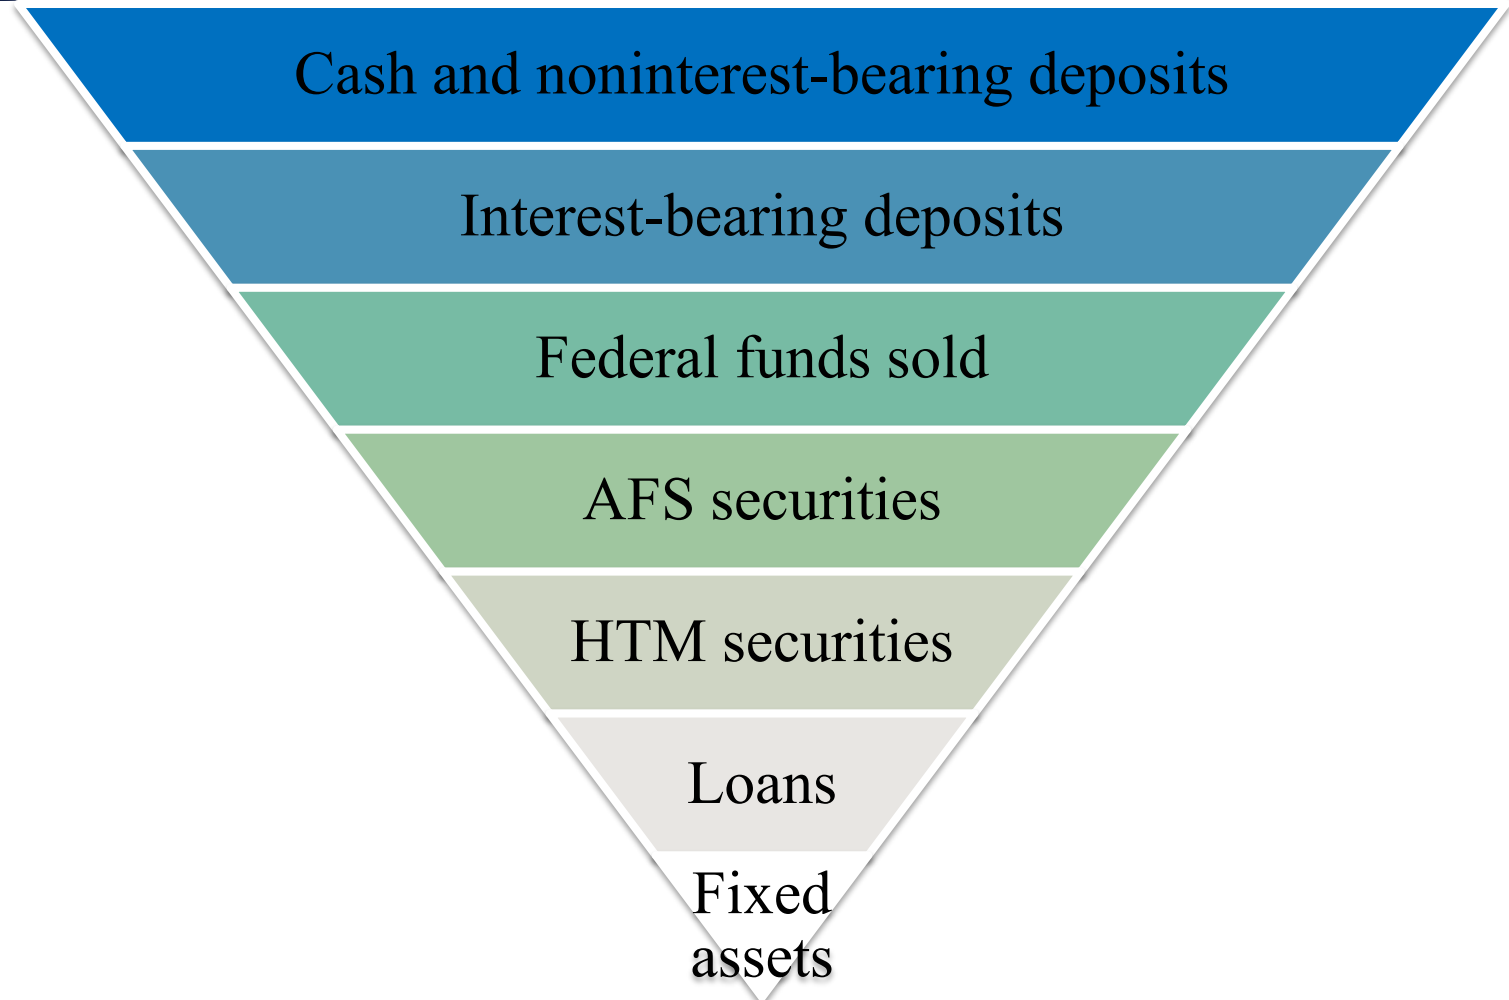 Cash and noninterest-bearing deposits
Interest-bearing deposits
Federal funds sold
AFS securities
HTM securities
Loans
Fixed
assets